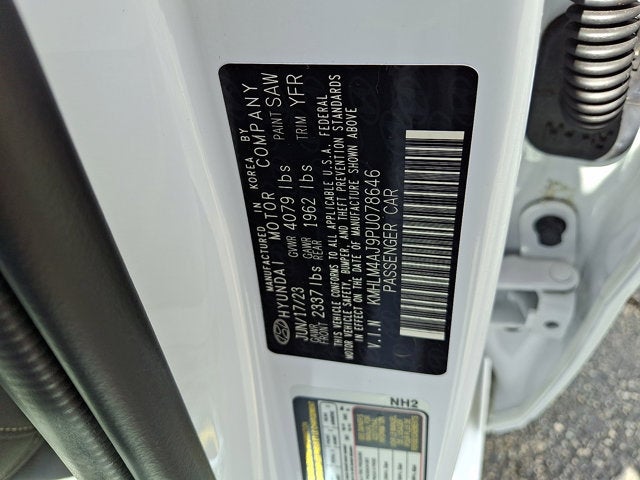 MANUFACTURED IN KOREA BY
HYUNDAI MOTOR COMPANY
JUN/17/23 GVWR 4079 lbs PAINT SAW
GAWR FRONT 2337 lbs GAWR REAR 1962 lbs TRIM YFR
THIS VEHICLE CONFORMS TO ALL APPLICABLE U.S.A. FEDERAL
MOTOR VEHICLE SAFETY, BUMPER, AND THEFT PREVENTION STANDARDS
IN EFFECT ON THE DATE OF MANUFACTURE SHOWN ABOVE
V.I.N KMHLM4AJ9PU078646
PASSENGER CAR
NH2